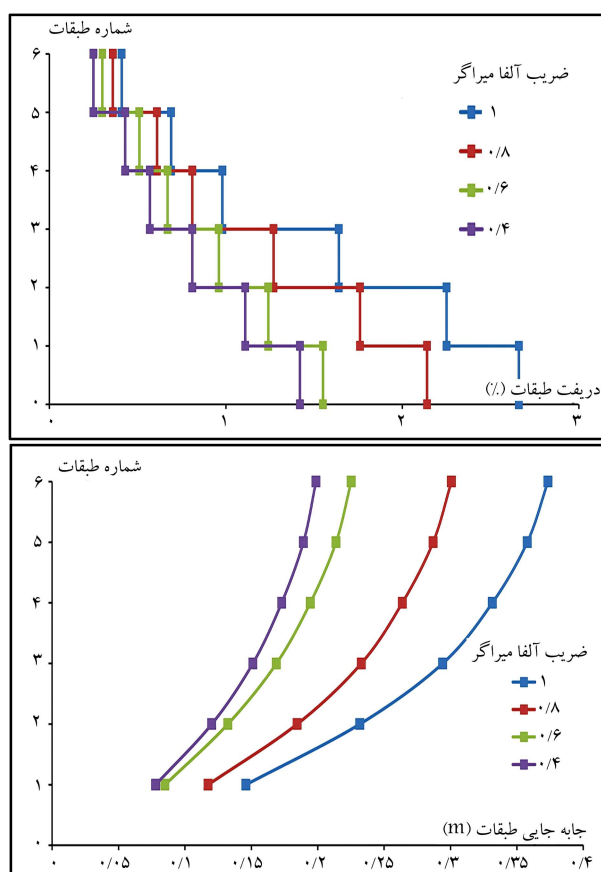 شماره طبقات
۶
۵
۴
۳
۲
۱
۰
ضریب آلفا میراگر
۱
۰/۸
۰/۶
۰/۴
دریفت طبقات (٪)
۰ ۱ ۲ ۳
شماره طبقات
۶
۵
۴
۳
۲
۱
۰
ضریب آلفا میراگر
۱
۰/۸
۰/۶
۰/۴
جابه جایی طبقات (m)
۰ ۰/۰۵ ۰/۱ ۰/۱۵ ۰/۲ ۰/۲۵ ۰/۳ ۰/۳۵ ۰/۴